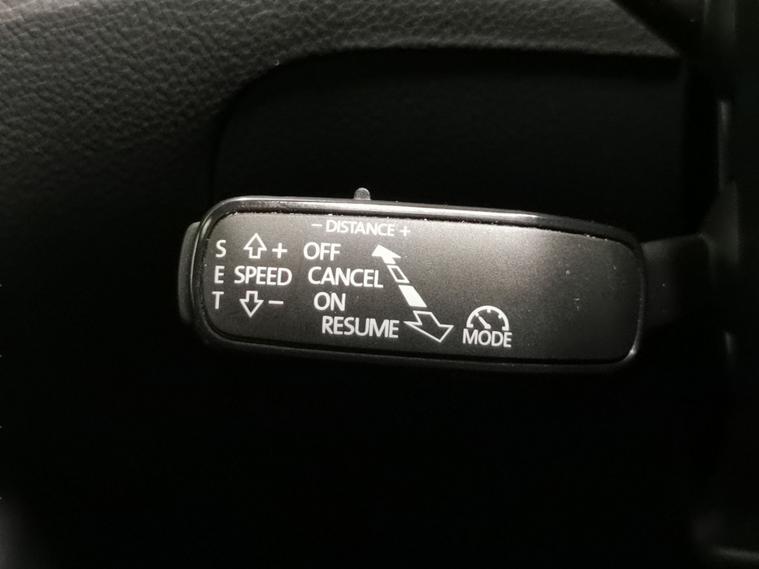 − DISTANCE +
S + OFF
E SPEED CANCEL
T − ON
RESUME
MODE